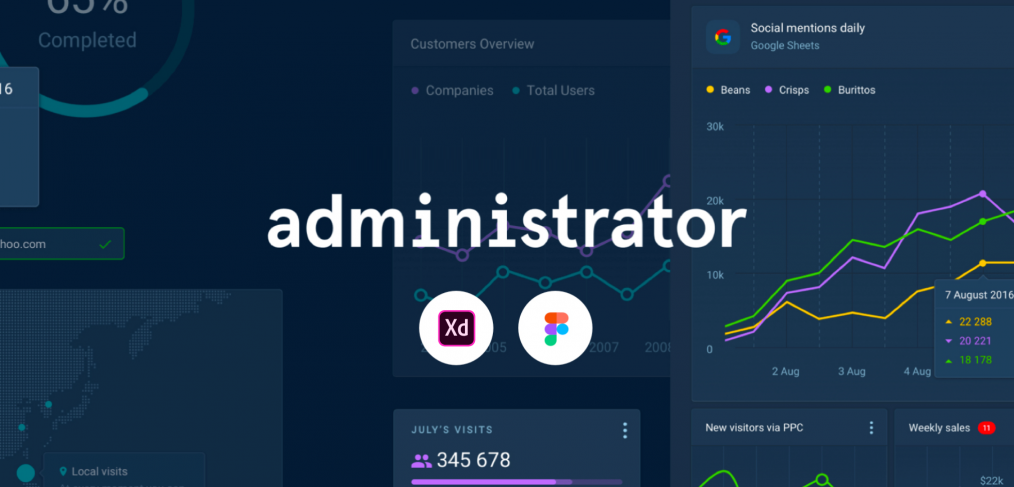 65%
Completed
16
hoo.com
Local visits
Customers Overview
Companies
Total Users
administrator
Xd
2007
JULY'S VISITS
345 678
Social mentions daily
Google Sheets
Beans
Crisps
Burittos
30k
20k
10k
0
2 Aug
3 Aug
4 Aug
7 August 2016
22 288
20 221
18 178
New visitors via PPC
Weekly sales
11
$22k